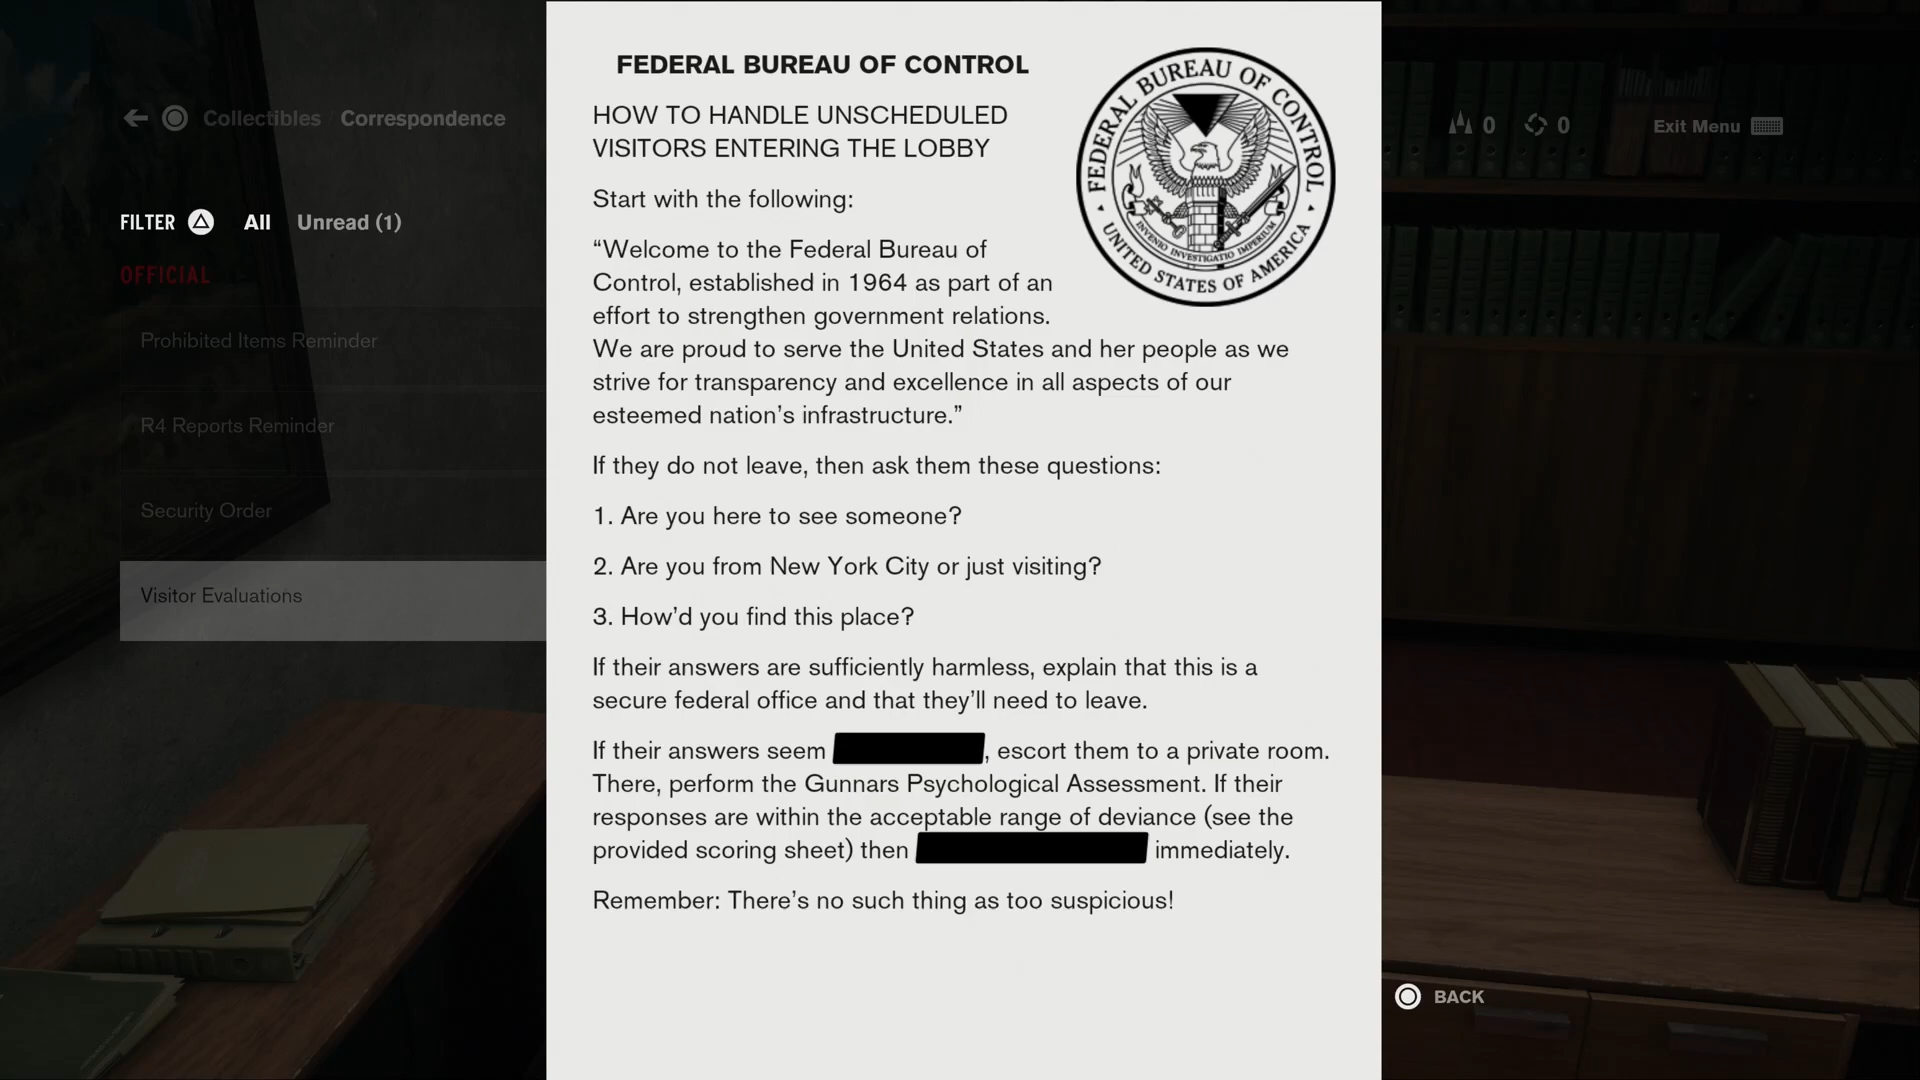 Collectibles / Correspondence
FILTER All Unread (1)
OFFICIAL
Prohibited Items Reminder
R4 Reports Reminder
Security Order
Visitor Evaluations
FEDERAL BUREAU OF CONTROL
HOW TO HANDLE UNSCHEDULED
VISITORS ENTERING THE LOBBY
Start with the following:
“Welcome to the Federal Bureau of
Control, established in 1964 as part of an
effort to strengthen government relations.
We are proud to serve the United States and her people as we
strive for transparency and excellence in all aspects of our
esteemed nation’s infrastructure.”
If they do not leave, then ask them these questions:
1. Are you here to see someone?
2. Are you from New York City or just visiting?
3. How’d you find this place?
If their answers are sufficiently harmless, explain that this is a
secure federal office and that they’ll need to leave.
If their answers seem , escort them to a private room.
There, perform the Gunnars Psychological Assessment. If their
responses are within the acceptable range of deviance (see the
provided scoring sheet) then immediately.
Remember: There’s no such thing as too suspicious!
FEDERAL BUREAU OF CONTROL
INVENIO INVESTIGATIO IMPERIUM
UNITED STATES OF AMERICA
0 0 Exit Menu
BACK